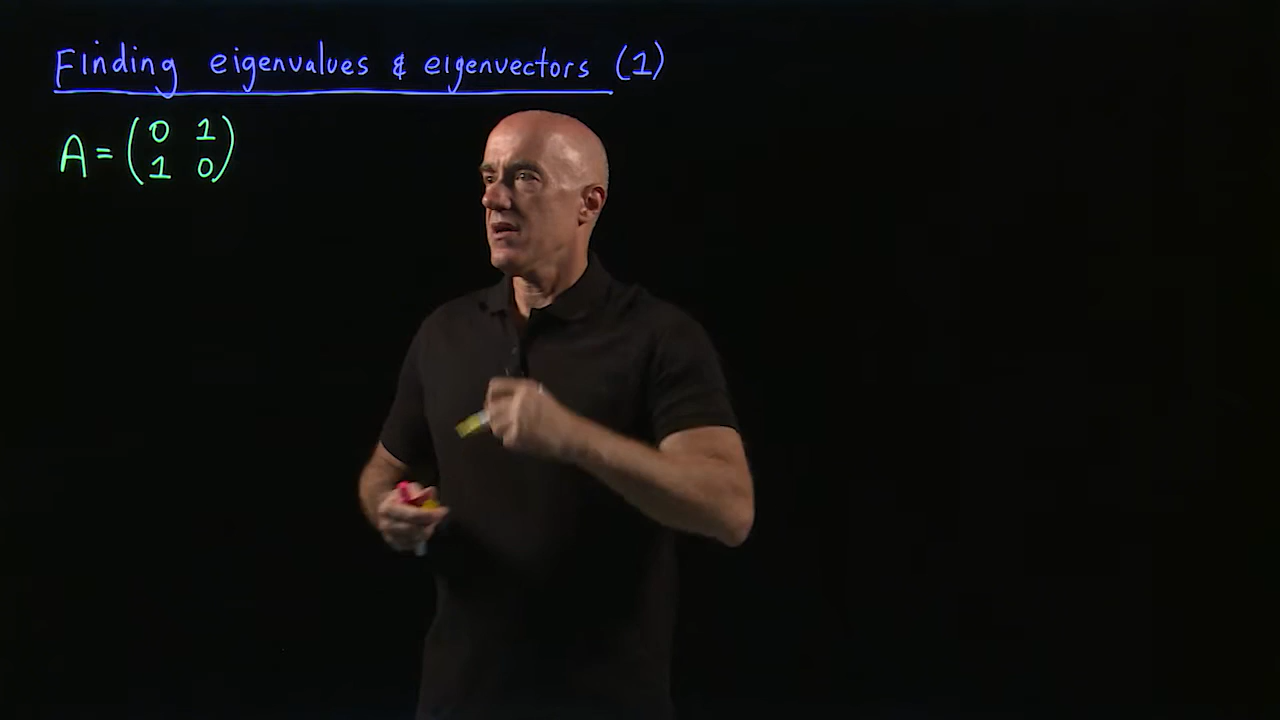 Finding eigenvalues & eigenvectors (1)
A = (0 1
1 0)